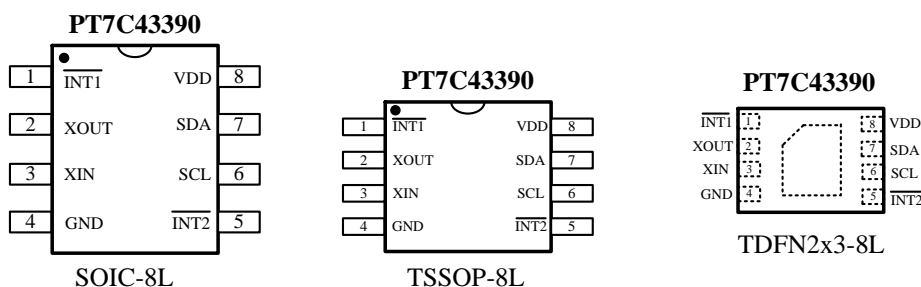 PT7C43390
1 INT1 VDD 8
2 XOUT SDA 7
3 XIN SCL 6
4 GND INT2 5
SOIC-8L
PT7C43390
1 INT1 VDD 8
2 XOUT SDA 7
3 XIN SCL 6
4 GND INT2 5
TSSOP-8L
PT7C43390
INT1 1 8 VDD
XOUT 2 7 SDA
XIN 3 6 SCL
GND 4 5 INT2
TDFN2x3-8L